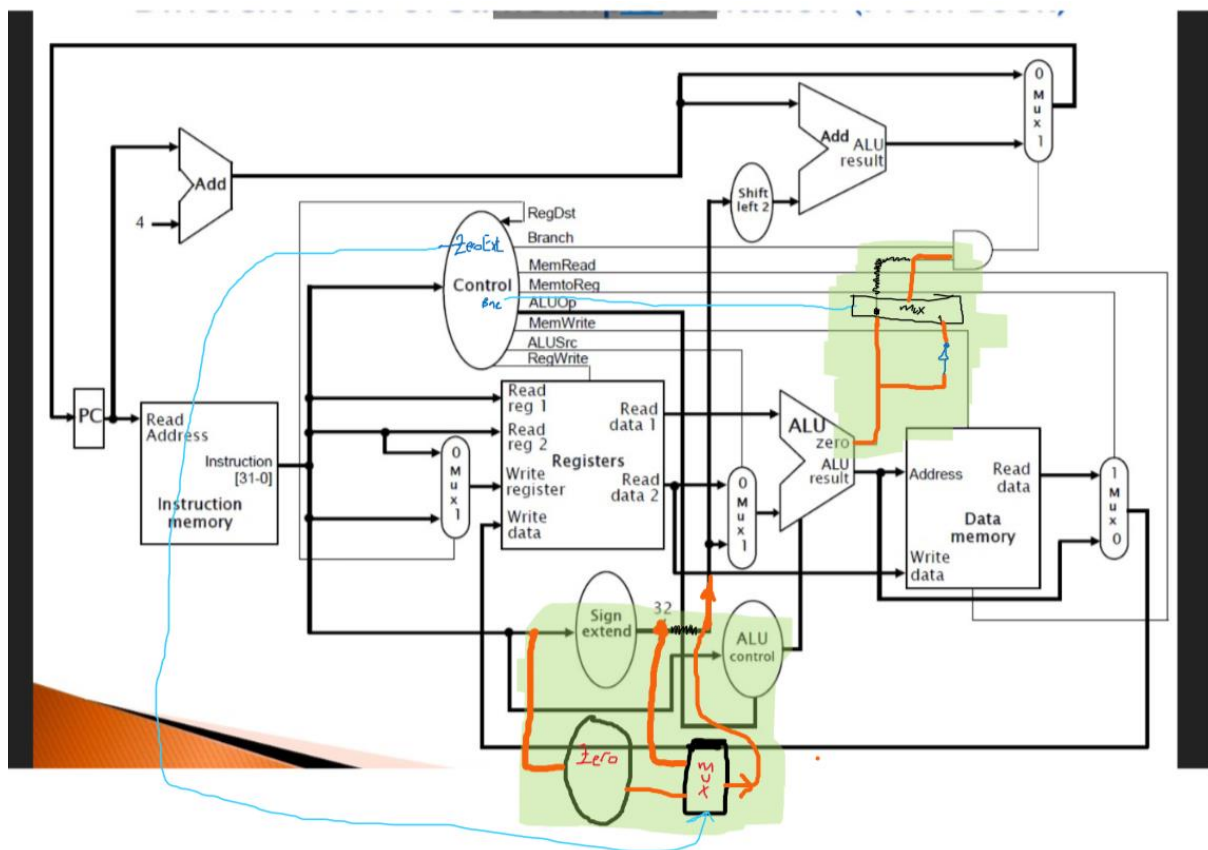 0
M
u
x
1
Add
ALU
result
Add
Shift
left 2
4
RegDst
ZeroExt
Branch
MemRead
Control
MemtoReg
Bne
ALUOp
mux
MemWrite
ALUSrc
RegWrite
PC
Read
Address
Instruction
[31-0]
Instruction
memory
0
M
u
x
1
Read
reg 1
Read
reg 2
Write
register
Write
data
Registers
Read
data 1
Read
data 2
0
M
u
x
1
ALU
zero
ALU
result
Address
Read
data
Data
memory
Write
data
1
M
u
x
0
Sign
extend
32
ALU
control
Zero
MUX